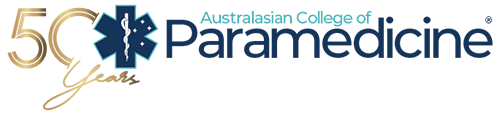 50
Years
Australasian College of
Paramedicine®